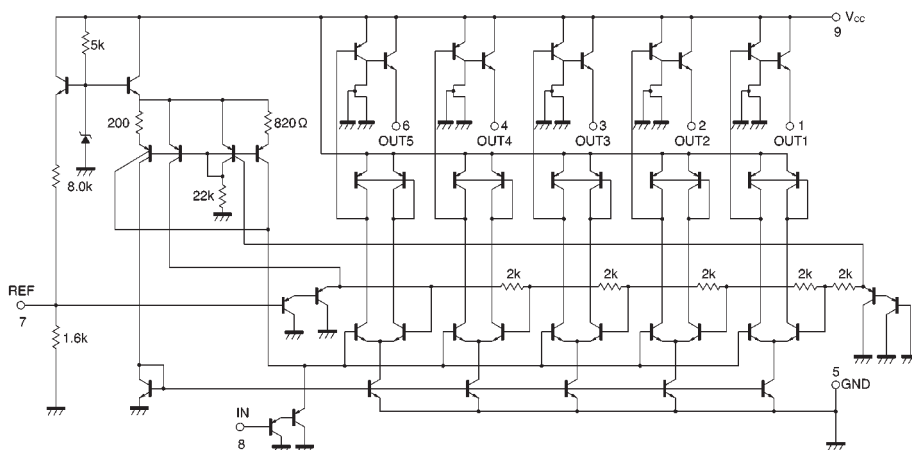 VCC
9
5k
200
820Ω
8.0k
22k
6
OUT5
4
OUT4
3
OUT3
2
OUT2
1
OUT1
2k
2k
2k
2k
2k
REF
7
1.6k
5
GND
IN
8